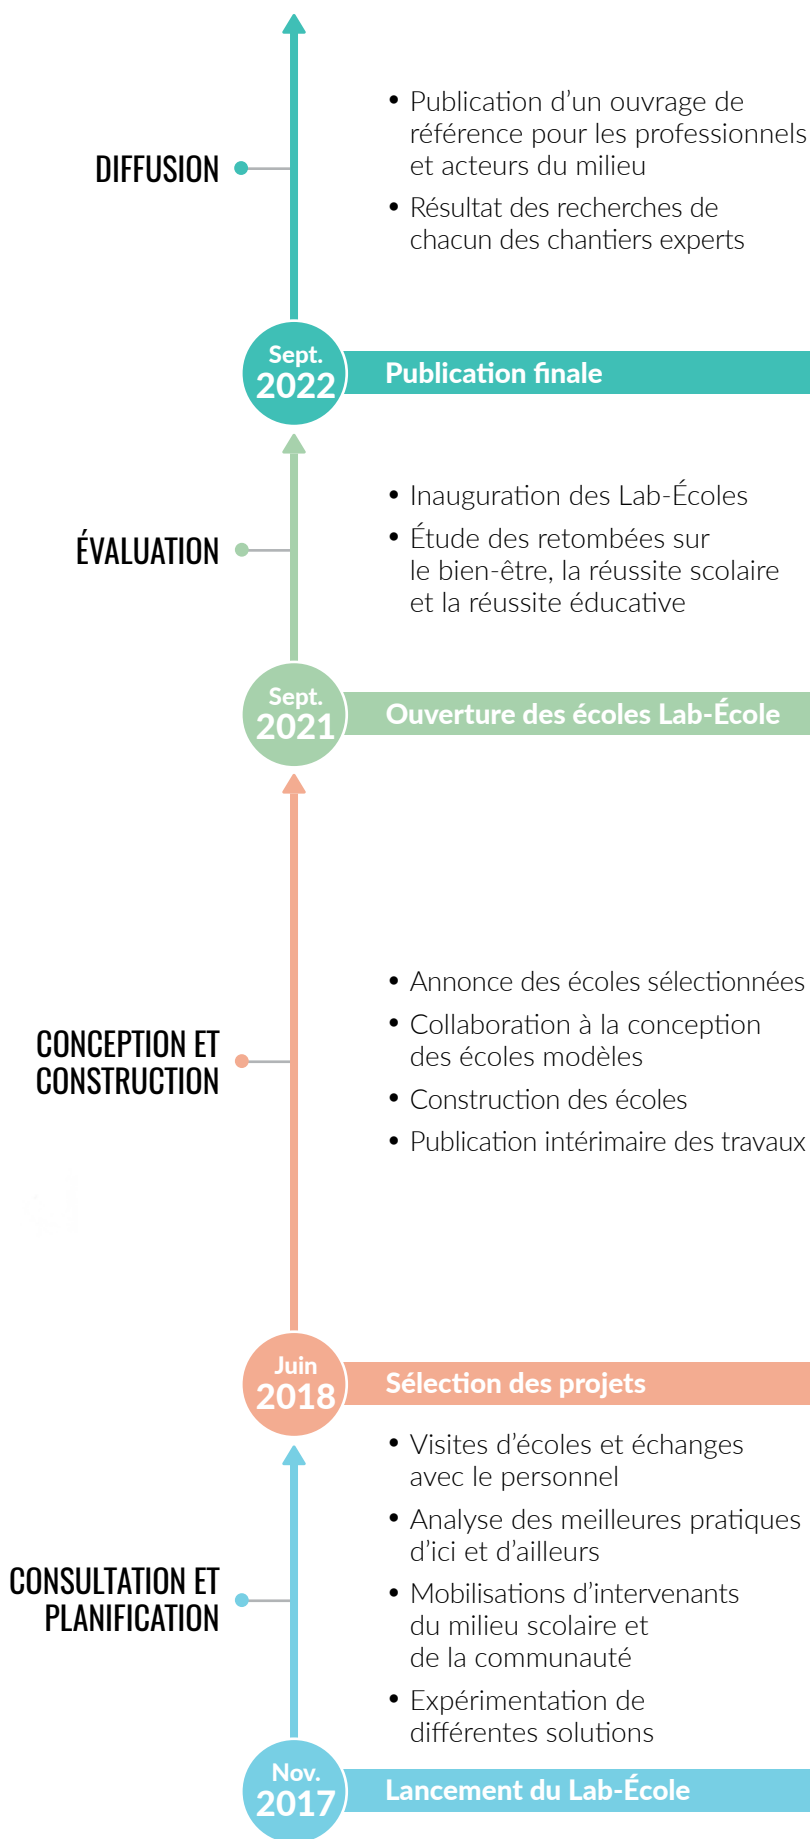 DIFFUSION
• Publication d’un ouvrage de
référence pour les professionnels
et acteurs du milieu
• Résultat des recherches de
chacun des chantiers experts
Sept.
2022
Publication finale
ÉVALUATION
• Inauguration des Lab-Écoles
• Étude des retombées sur
le bien-être, la réussite scolaire
et la réussite éducative
Sept.
2021
Ouverture des écoles Lab-École
CONCEPTION ET
CONSTRUCTION
• Annonce des écoles sélectionnées
• Collaboration à la conception
des écoles modèles
• Construction des écoles
• Publication intérimaire des travaux
Juin
2018
Sélection des projets
CONSULTATION ET
PLANIFICATION
• Visites d’écoles et échanges
avec le personnel
• Analyse des meilleures pratiques
d’ici et d’ailleurs
• Mobilisations d’intervenants
du milieu scolaire et
de la communauté
• Expérimentation de
différentes solutions
Nov.
2017
Lancement du Lab-École